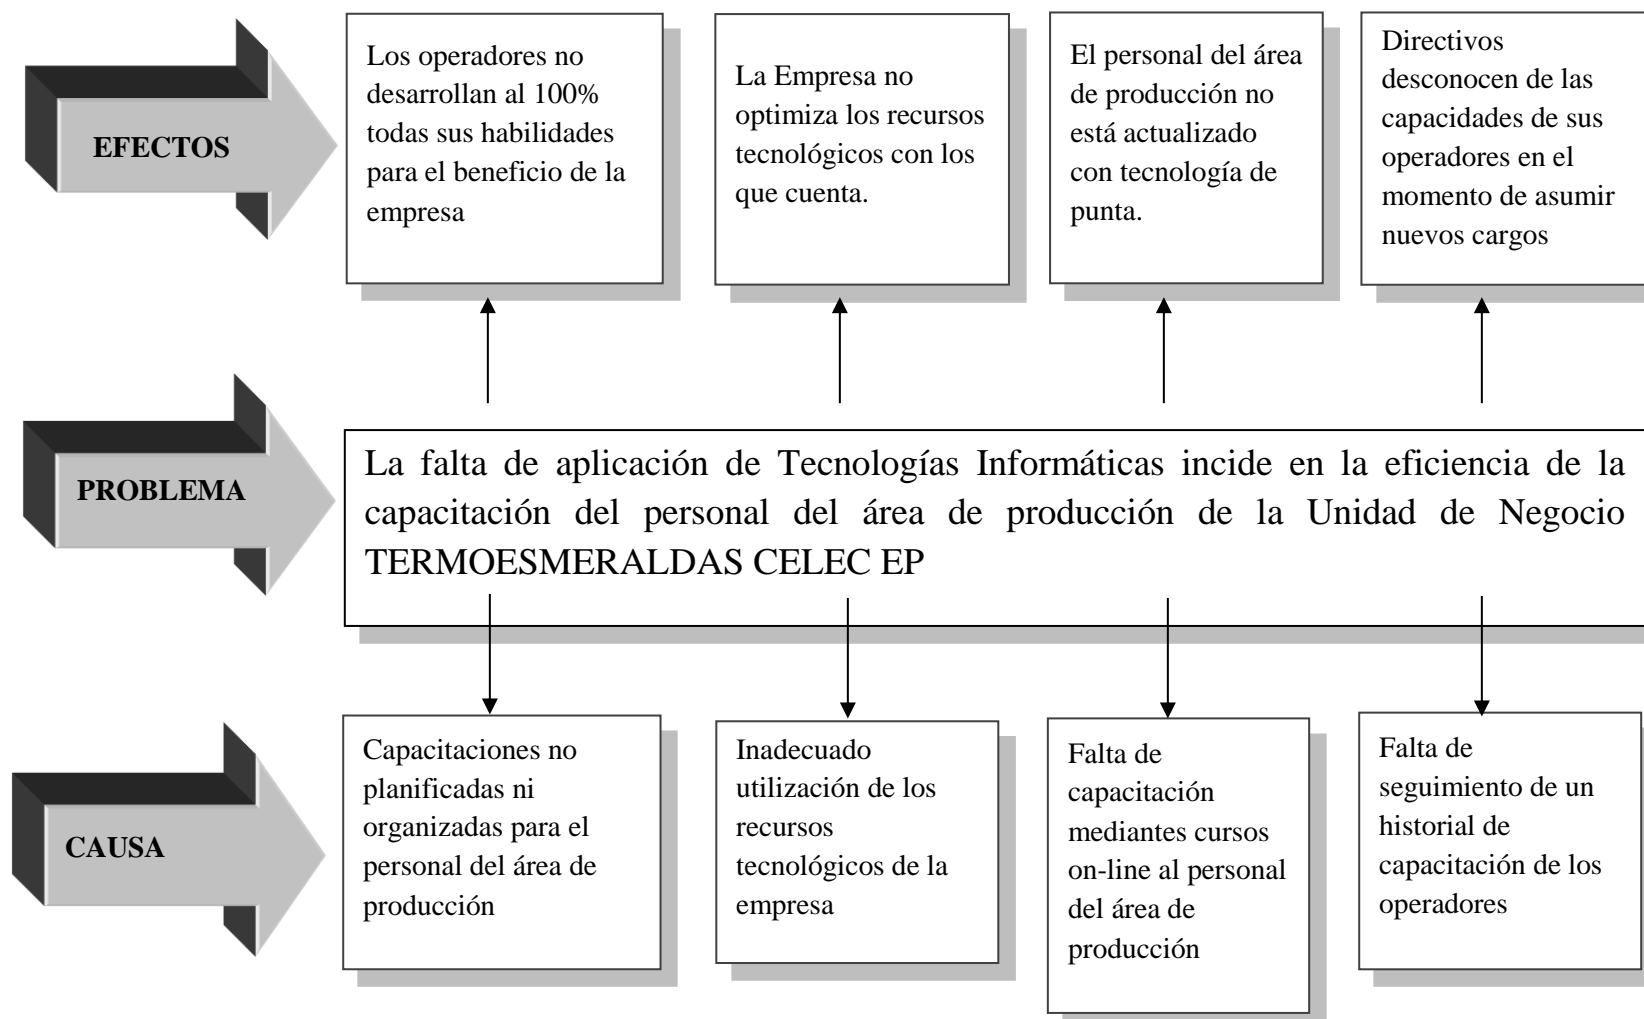 EFECTOS
Los operadores no
desarrollan al 100%
todas sus habilidades
para el beneficio de la
empresa
La Empresa no
optimiza los recursos
tecnológicos con los
que cuenta.
El personal del área
de producción no
está actualizado
con tecnología de
punta.
Directivos
desconocen de las
capacidades de sus
operadores en el
momento de asumir
nuevos cargos
PROBLEMA
La falta de aplicación de Tecnologías Informáticas incide en la eficiencia de la
capacitación del personal del área de producción de la Unidad de Negocio
TERMOESMERALDAS CELEC EP
CAUSA
Capacitaciones no
planificadas ni
organizadas para el
personal del área de
producción
Inadecuado
utilización de los
recursos
tecnológicos de la
empresa
Falta de
capacitación
mediantes cursos
on-line al personal
del área de
producción
Falta de
seguimiento de un
historial de
capacitación de los
operadores